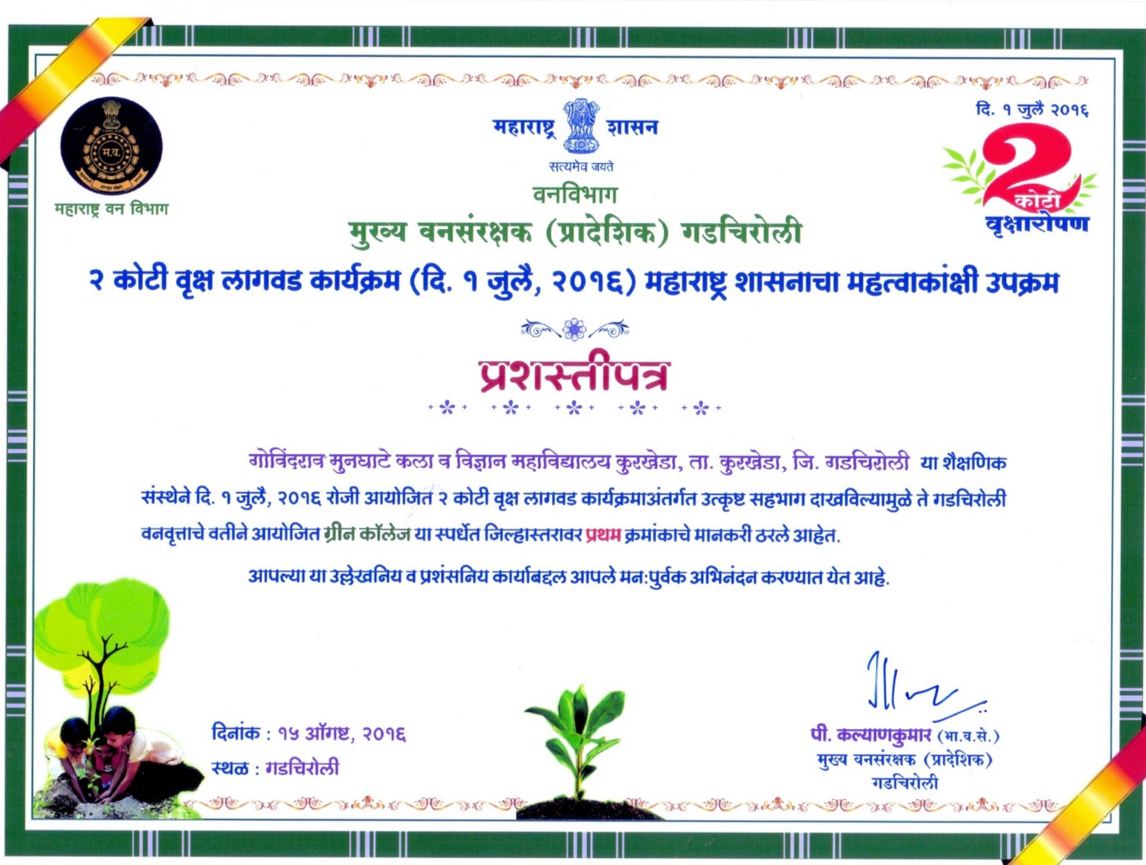 दि. १ जुलै २०१६
महाराष्ट्र शासन
सत्यमेव जयते
म.व.
महाराष्ट्र वन विभाग
२ कोटी वृक्षारोपण
वनविभाग
मुख्य वनसंरक्षक (प्रादेशिक) गडचिरोली
२ कोटी वृक्ष लागवड कार्यक्रम (दि. १ जुलै, २०१६) महाराष्ट्र शासनाचा महत्वाकांक्षी उपक्रम
प्रशस्तीपत्र
गोविंदराव मुनघाटे कला व विज्ञान महाविद्यालय कुरखेडा, ता. कुरखेडा, जि. गडचिरोली या शैक्षणिक
संस्थेने दि. १ जुलै, २०१६ रोजी आयोजित २ कोटी वृक्ष लागवड कार्यक्रमाअंतर्गत उत्कृष्ट सहभाग दाखविल्यामुळे ते गडचिरोली
वनवृत्ताचे वतीने आयोजित ग्रीन कॉलेज या स्पर्धेत जिल्हास्तरावर प्रथम क्रमांकाचे मानकरी ठरले आहेत.
आपल्या या उल्लेखनिय व प्रशंसनिय कार्याबद्दल आपले मन:पुर्वक अभिनंदन करण्यात येत आहे.
दिनांक : १५ ऑगष्ट, २०१६
स्थळ : गडचिरोली
पी. कल्याणकुमार (भा.व.से.)
मुख्य वनसंरक्षक (प्रादेशिक)
गडचिरोली